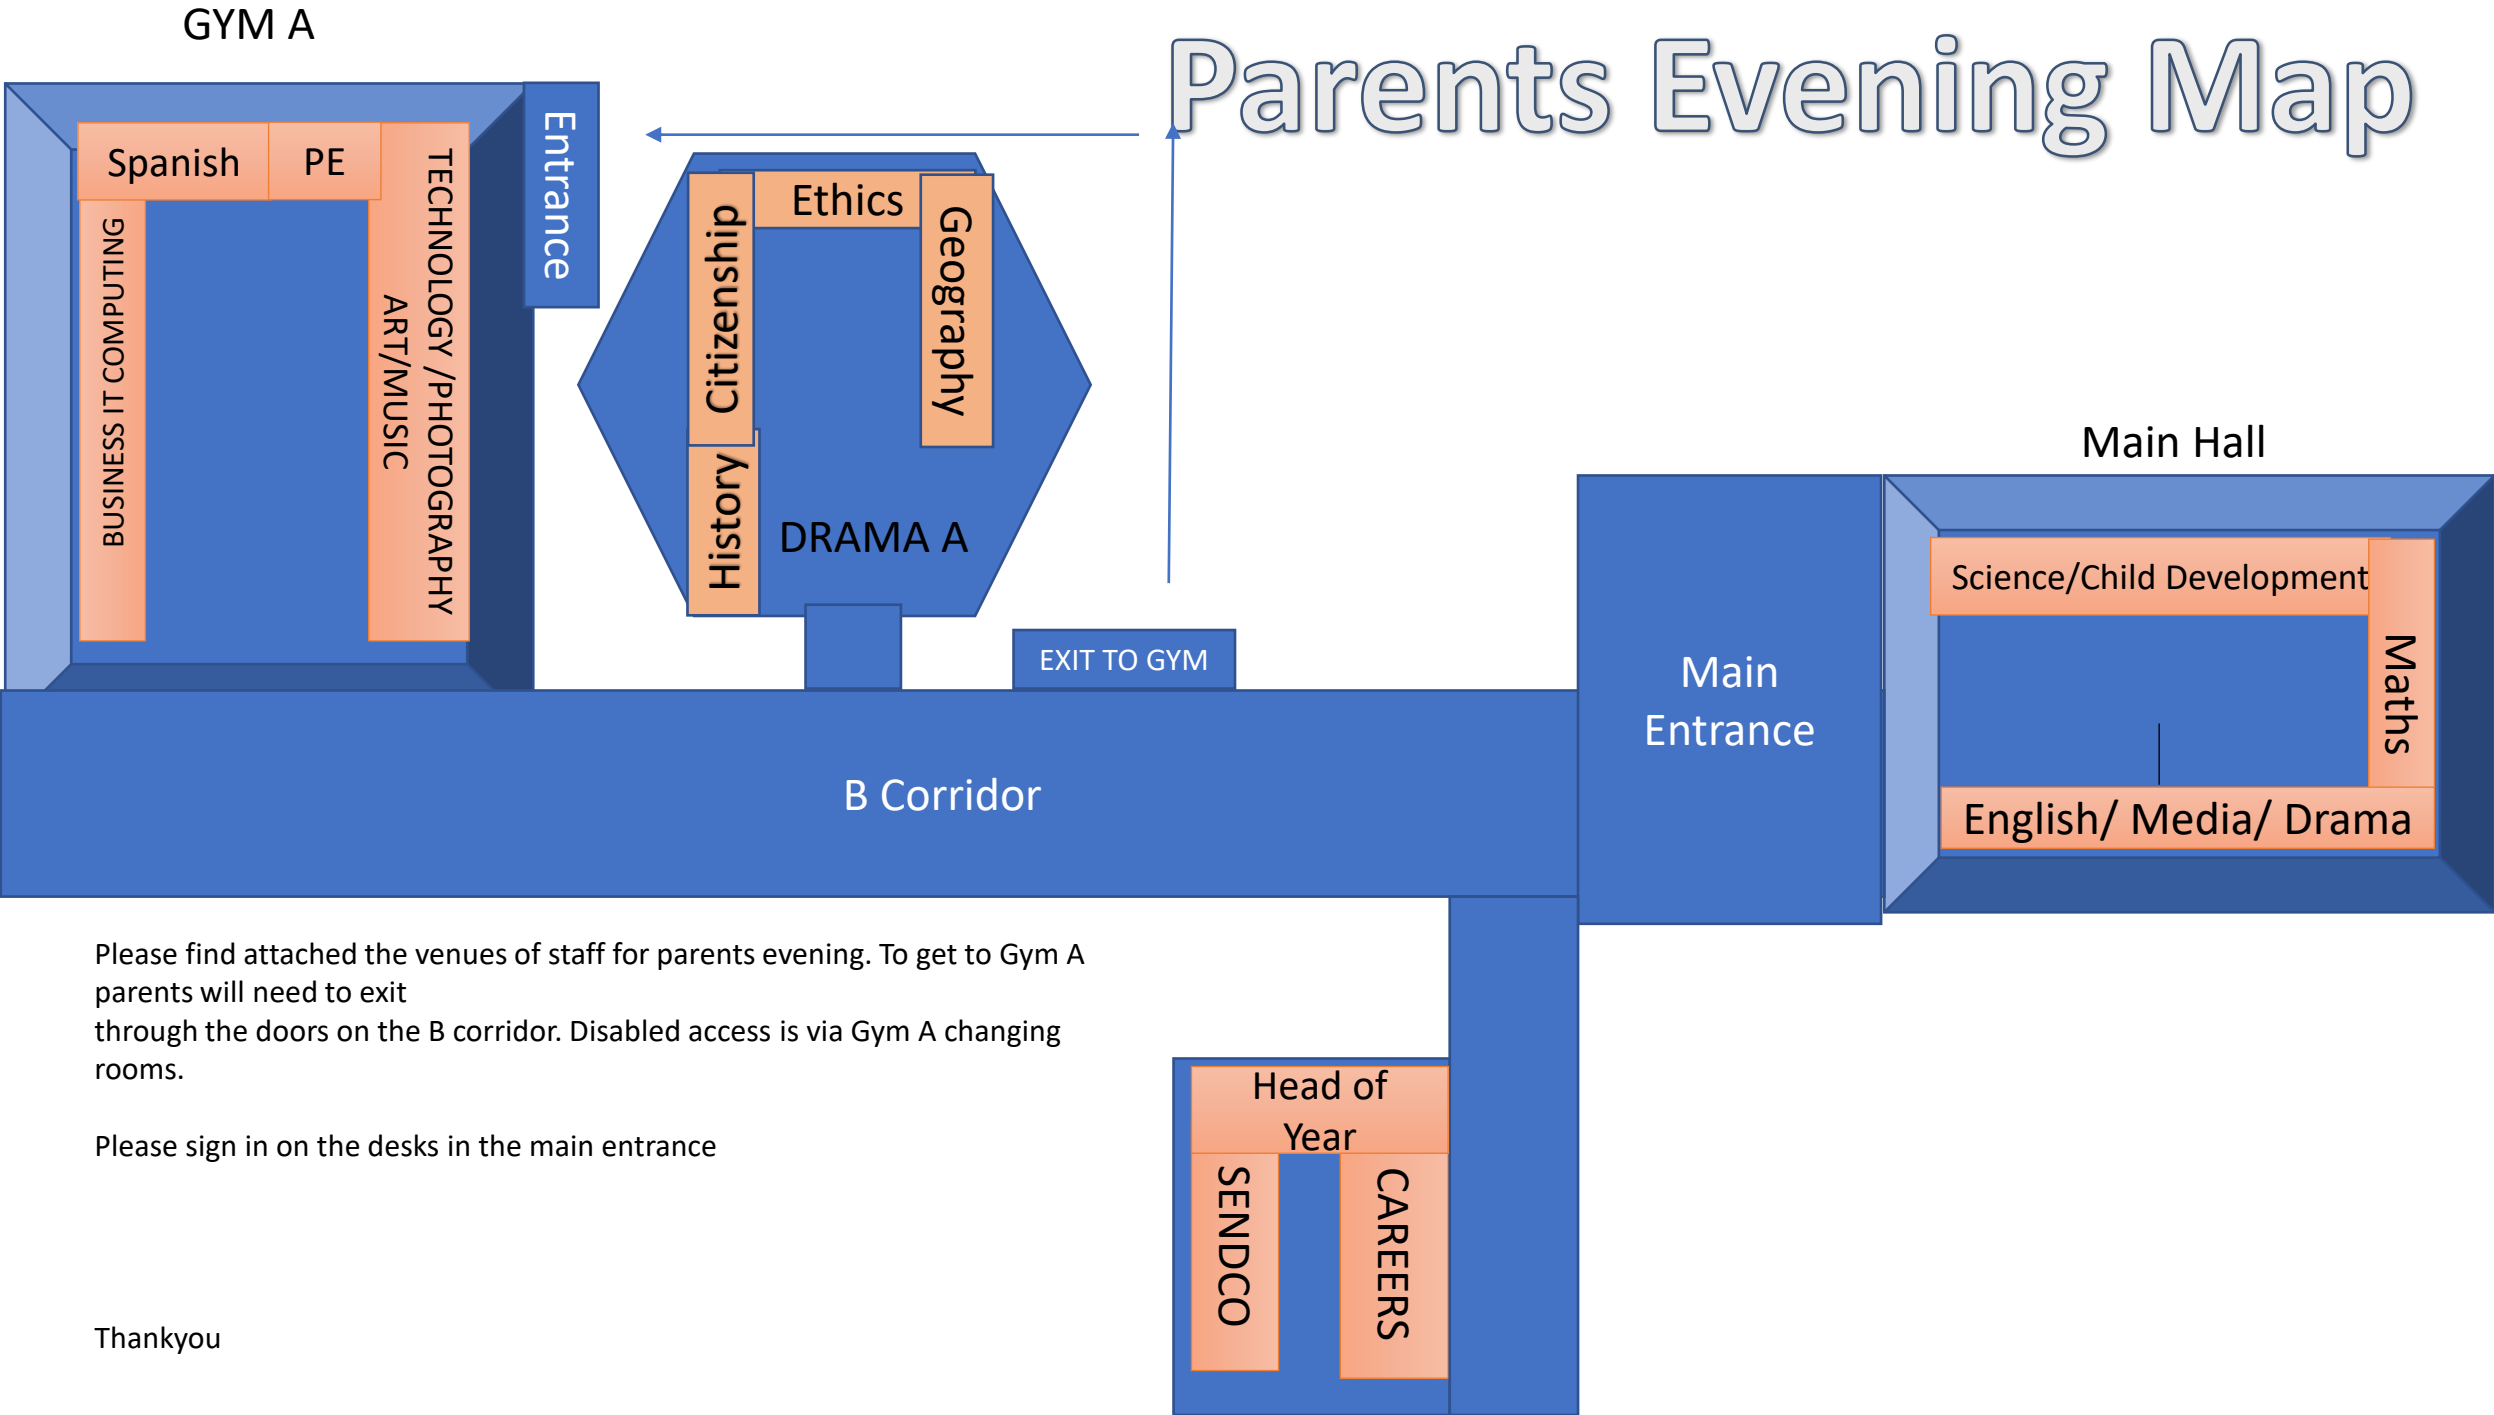 GYM A
Parents Evening Map
Entrance
Spanish
PE
BUSINESS IT COMPUTING
TECHNOLOGY /PHOTOGRAPHY
ART/MUSIC
Ethics
Citizenship
Geography
History
DRAMA A
EXIT TO GYM
Main Hall
Main
Entrance
Science/Child Development
Maths
English/ Media/ Drama
B Corridor
Please find attached the venues of staff for parents evening. To get to Gym A
parents will need to exit
through the doors on the B corridor. Disabled access is via Gym A changing
rooms.
Please sign in on the desks in the main entrance
Thankyou
Head of
Year
SENDCO
CAREERS